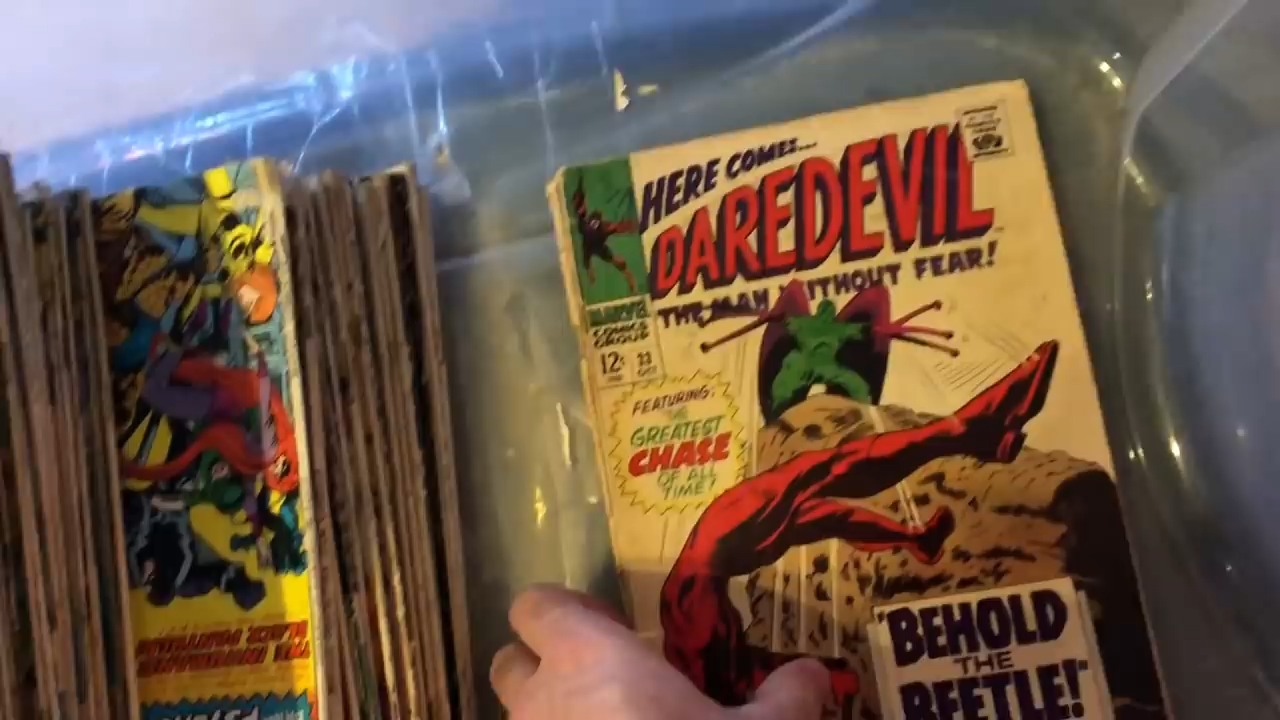 HERE COMES...
DAREDEVIL
THE MAN WITHOUT FEAR!
MARVEL
COMICS
GROUP
12¢ 33
OCT
FEATURING:
THE
GREATEST
CHASE
OF ALL
TIME!
"BEHOLD
THE
BEETLE!"